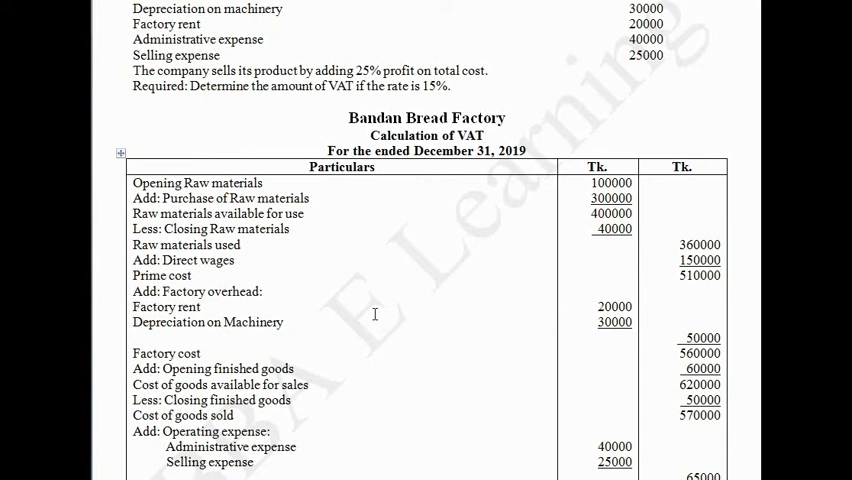 Depreciation on machinery 30000
Factory rent 20000
Administrative expense 40000
Selling expense 25000
The company sells its product by adding 25% profit on total cost.
Required: Determine the amount of VAT if the rate is 15%.
Bandan Bread Factory
Calculation of VAT
For the ended December 31, 2019
Particulars Tk. Tk.
Opening Raw materials 100000
Add: Purchase of Raw materials 300000
Raw materials available for use 400000
Less: Closing Raw materials 40000
Raw materials used 360000
Add: Direct wages 150000
Prime cost 510000
Add: Factory overhead:
Factory rent 20000
Depreciation on Machinery 30000
50000
Factory cost 560000
Add: Opening finished goods 60000
Cost of goods available for sales 620000
Less: Closing finished goods 50000
Cost of goods sold 570000
Add: Operating expense:
Administrative expense 40000
Selling expense 25000
65000
BA E Learning